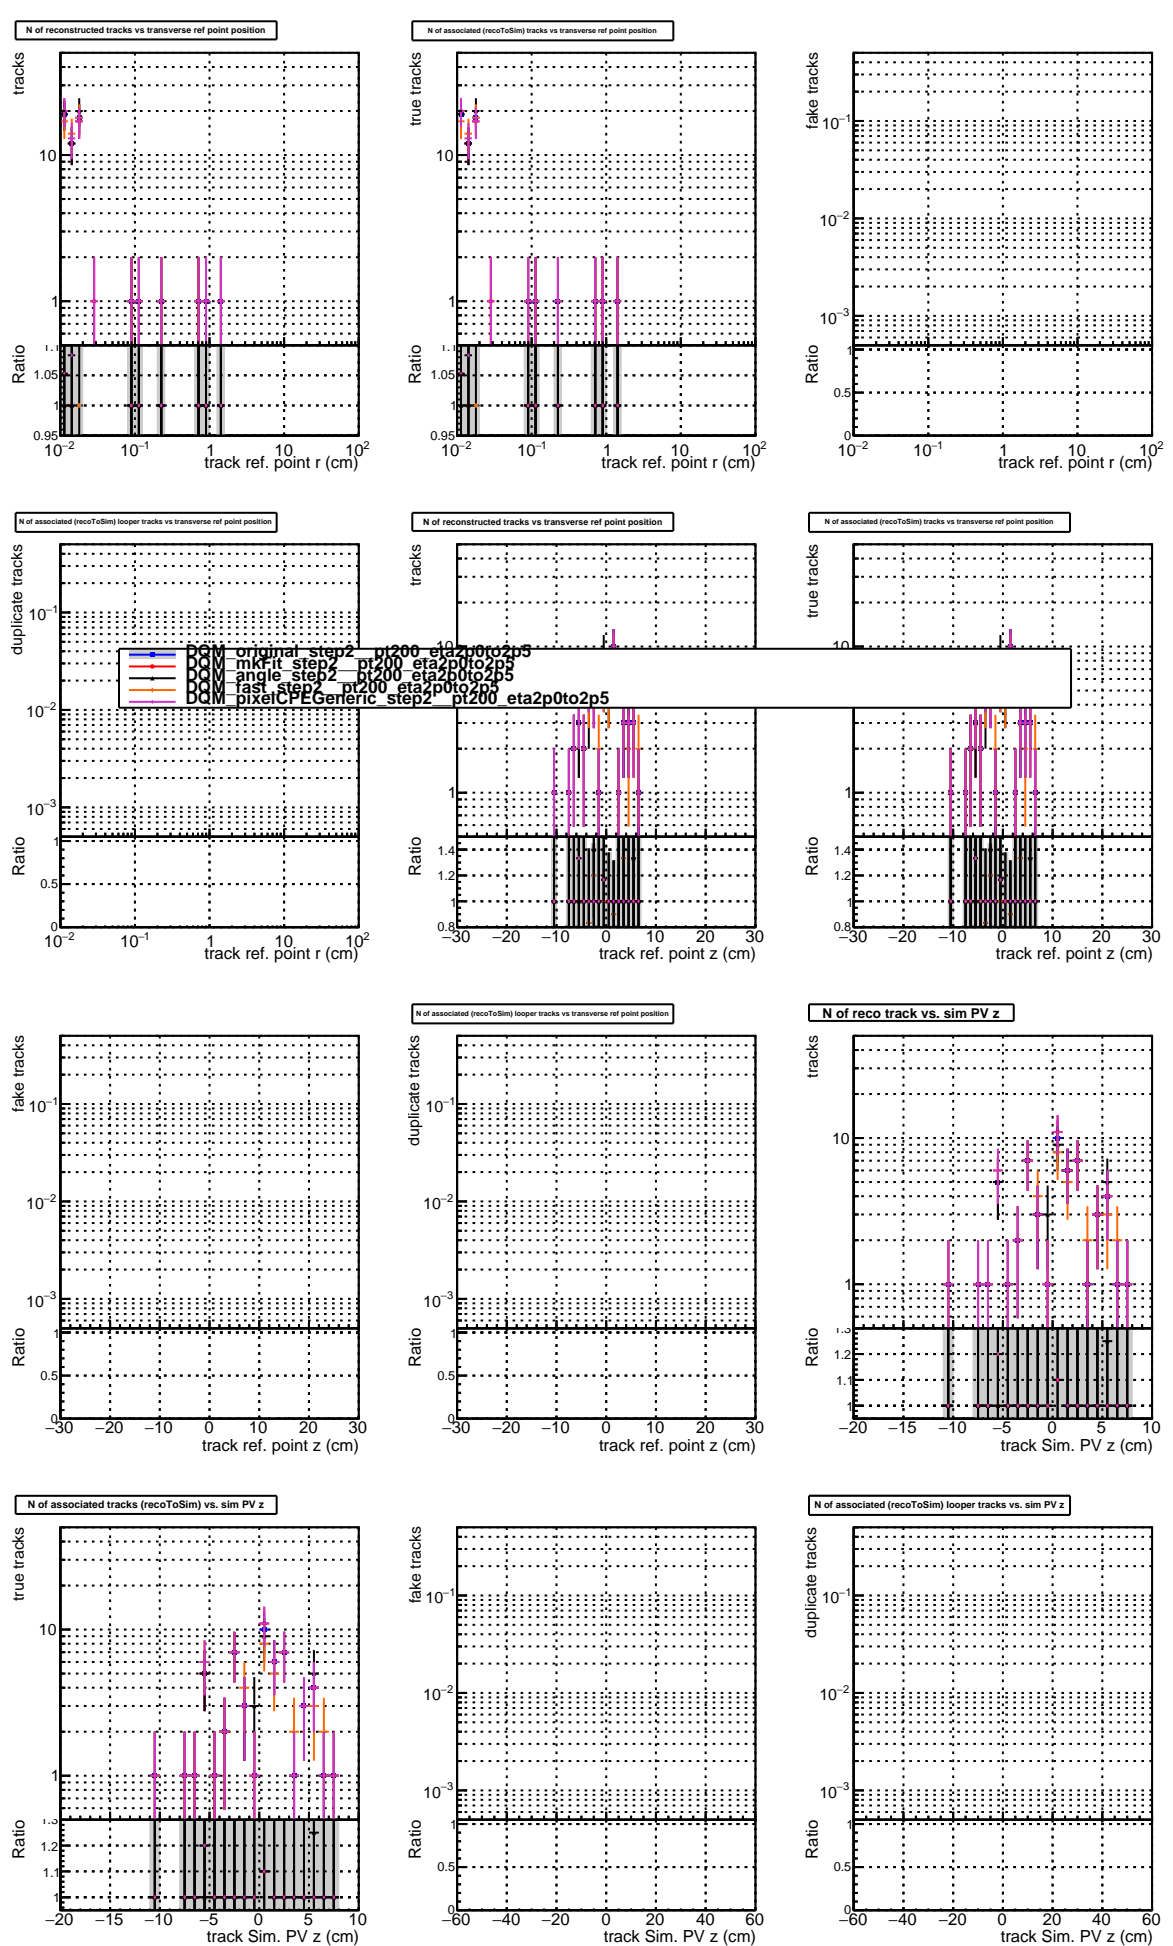 N of reconstructed tracks vs transverse ref point position
tracks
10
1
Ratio
1.1
1.05
1
0.95
10−2 10−1 1 10 102
track ref. point r (cm)
N of associated (recoToSim) tracks vs transverse ref point position
true tracks
10
1
Ratio
1.1
1.05
1
0.95
10−2 10−1 1 10 102
track ref. point r (cm)
fake tracks
10−1
10−2
10−3
Ratio
1
0.5
0
10−2 10−1 1 10 102
track ref. point r (cm)
N of associated (recoToSim) looper tracks vs transverse ref point position
duplicate tracks
10−1
10−2
10−3
Ratio
1
0.5
0
10−2 10−1 1 10 102
track ref. point r (cm)
N of reconstructed tracks vs transverse ref point position
tracks
10
1
Ratio
1.4
1.2
1
0.8
−30 −20 −10 0 10 20 30
track ref. point z (cm)
N of associated (recoToSim) tracks vs transverse ref point position
true tracks
10
1
Ratio
1.4
1.2
1
0.8
−30 −20 −10 0 10 20 30
track ref. point z (cm)
DQM_original_step2__pt200_eta2p0to2p5
DQM_mkFit_step2__pt200_eta2p0to2p5
DQM_angle_step2__pt200_eta2p0to2p5
DQM_fast_step2__pt200_eta2p0to2p5
DQM_pixelCPEGeneric_step2__pt200_eta2p0to2p5
fake tracks
10−1
10−2
10−3
Ratio
1
0.5
0
−30 −20 −10 0 10 20 30
track ref. point z (cm)
N of associated (recoToSim) looper tracks vs transverse ref point position
duplicate tracks
10−1
10−2
10−3
Ratio
1
0.5
0
−30 −20 −10 0 10 20 30
track ref. point z (cm)
N of reco track vs. sim PV z
tracks
10
1
Ratio
1.3
1.2
1.1
1
−20 −15 −10 −5 0 5 10
track Sim. PV z (cm)
N of associated tracks (recoToSim) vs. sim PV z
true tracks
10
1
Ratio
1.3
1.2
1.1
1
−20 −15 −10 −5 0 5 10
track Sim. PV z (cm)
fake tracks
10−1
10−2
10−3
Ratio
1
0.5
0
−60 −40 −20 0 20 40 60
track Sim. PV z (cm)
N of associated (recoToSim) looper tracks vs. sim PV z
duplicate tracks
10−1
10−2
10−3
Ratio
1
0.5
0
−60 −40 −20 0 20 40 60
track Sim. PV z (cm)